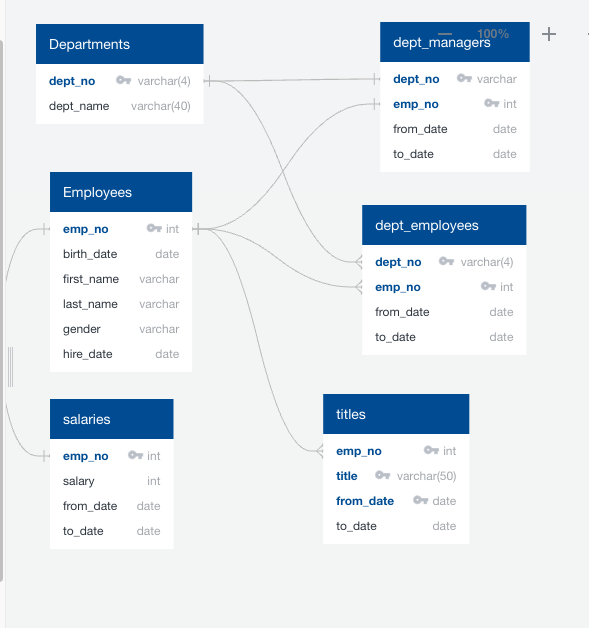 Departments
dept_no varchar(4)
dept_name varchar(40)
100%
dept_managers
dept_no varchar
emp_no int
from_date date
to_date date
Employees
emp_no int
birth_date date
first_name varchar
last_name varchar
gender varchar
hire_date date
dept_employees
dept_no varchar(4)
emp_no int
from_date date
to_date date
salaries
emp_no int
salary int
from_date date
to_date date
titles
emp_no int
title varchar(50)
from_date date
to_date date